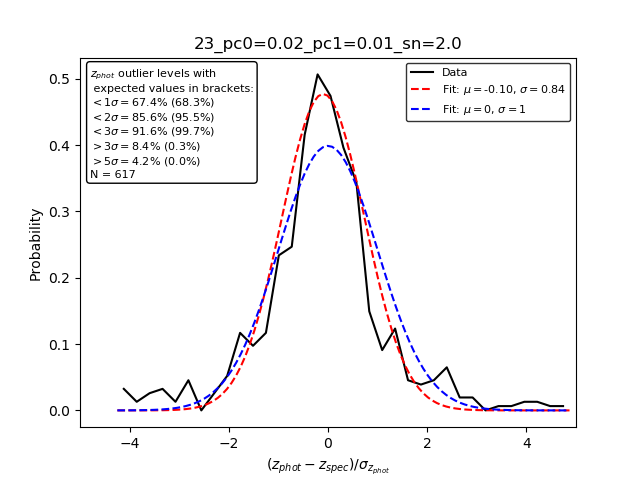 23_pc0=0.02_pc1=0.01_sn=2.0
z_phot outlier levels with
expected values in brackets:
<1σ = 67.4% (68.3%)
<2σ = 85.6% (95.5%)
<3σ = 91.6% (99.7%)
>3σ = 8.4% (0.3%)
>5σ = 4.2% (0.0%)
N = 617
Data
Fit: μ = -0.10, σ = 0.84
Fit: μ = 0, σ = 1
Probability
0.5
0.4
0.3
0.2
0.1
0.0
−4 −2 0 2 4
(z_phot − z_spec)/σ_z_phot